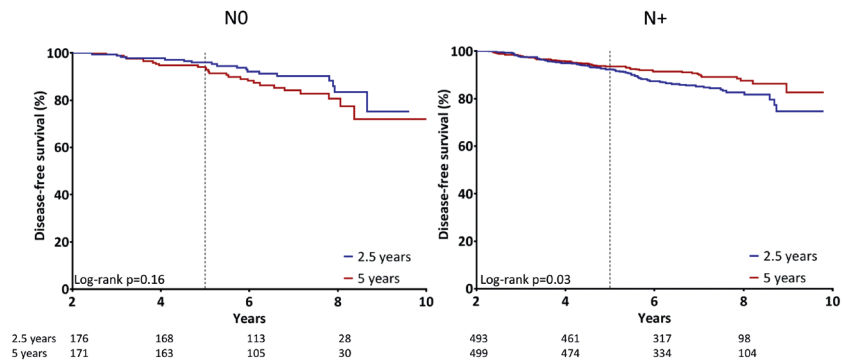 N0
Disease-free survival (%)
100
80
60
40
20
0
2.5 years
5 years
Log-rank p=0.16
2 4 6 8 10
Years
2.5 years 176 168 113 28
5 years 171 163 105 30
N+
Disease-free survival (%)
100
80
60
40
20
0
2.5 years
5 years
Log-rank p=0.03
2 4 6 8 10
Years
493 461 317 98
499 474 334 104